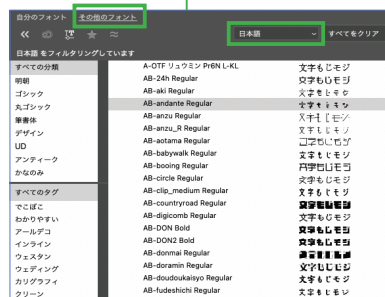 自分のフォント その他のフォント
日本語 すべてをクリア
日本語 をフィルタリングしています
すべての分類
明朝
ゴシック
丸ゴシック
筆書体
デザイン
UD
アンティーク
かなのみ
すべてのタグ
でこぼこ
わかりやすい
アールデコ
インライン
ウェスタン
ウェディング
カリグラフィ
クリーン
A-OTF リュウミン Pr6N L-KL 文字もじモジ
AB-24h Regular 文字もじモジ
AB-aki Regular 文字もじモジ
AB-andante Regular 文字もじモジ
AB-anzu Regular 文字もじモジ
AB-anzu_R Regular 文字もじモジ
AB-aotama Regular 文字もじモジ
AB-babywalk Regular 文字もじモジ
AB-booing Regular 文字もじモジ
AB-circle Regular 文字もじモジ
AB-clip_medium Regular 文字もじモジ
AB-countryroad Regular 文字もじモジ
AB-digicomb Regular 文字もじモジ
AB-DON Bold 文字もじモジ
AB-DON2 Bold 文字もじモジ
AB-donmai Regular 文字もじモジ
AB-doramin Regular 文字もじモジ
AB-doudoukaisyo Regular 文字もじモジ
AB-fudeshichi Regular 文字もじモジ